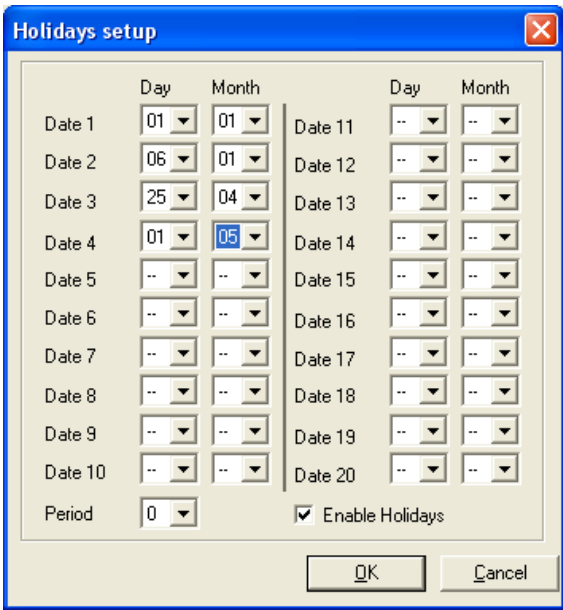 Holidays setup
Day Month Day Month
Date 1 01 01 Date 11 -- --
Date 2 06 01 Date 12 -- --
Date 3 25 04 Date 13 -- --
Date 4 01 05 Date 14 -- --
Date 5 -- -- Date 15 -- --
Date 6 -- -- Date 16 -- --
Date 7 -- -- Date 17 -- --
Date 8 -- -- Date 18 -- --
Date 9 -- -- Date 19 -- --
Date 10 -- -- Date 20 -- --
Period 0 Enable Holidays
OK Cancel